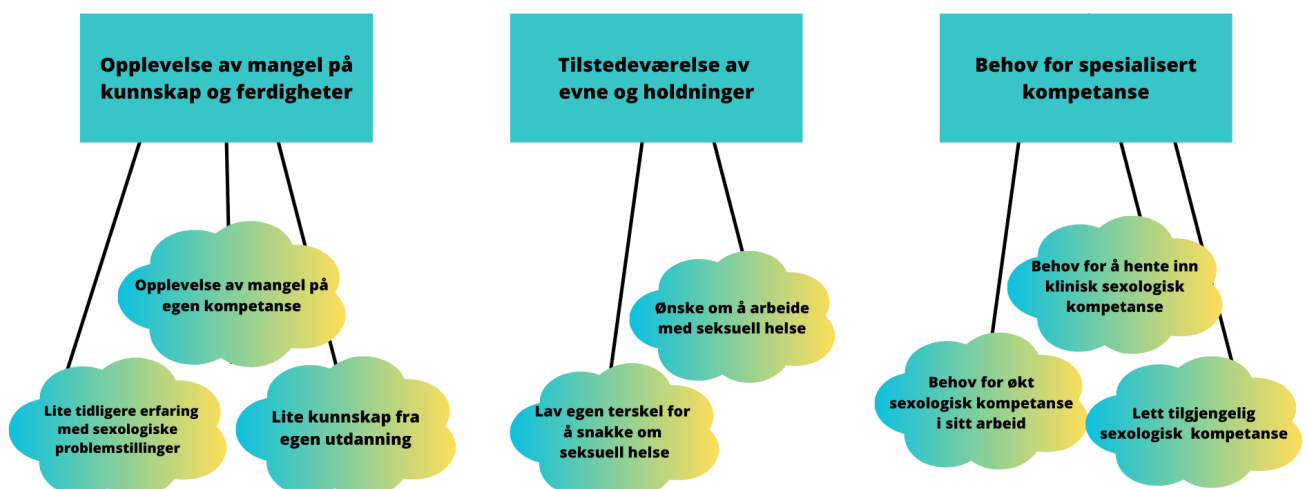 Opplevelse av mangel på
kunnskap og ferdigheter
Tilstedeværelse av
evne og holdninger
Behov for spesialisert
kompetanse
Opplevelse av mangel på
egen kompetanse
Lite tidligere erfaring
med sexologiske
problemstillinger
Lite kunnskap fra
egen utdanning
Ønske om å arbeide
med seksuell helse
Lav egen terskel for
å snakke om
seksuell helse
Behov for å hente inn
klinisk sexologisk
kompetanse
Behov for økt
sexologisk kompetanse
i sitt arbeid
Lett tilgjengelig
sexologisk kompetanse